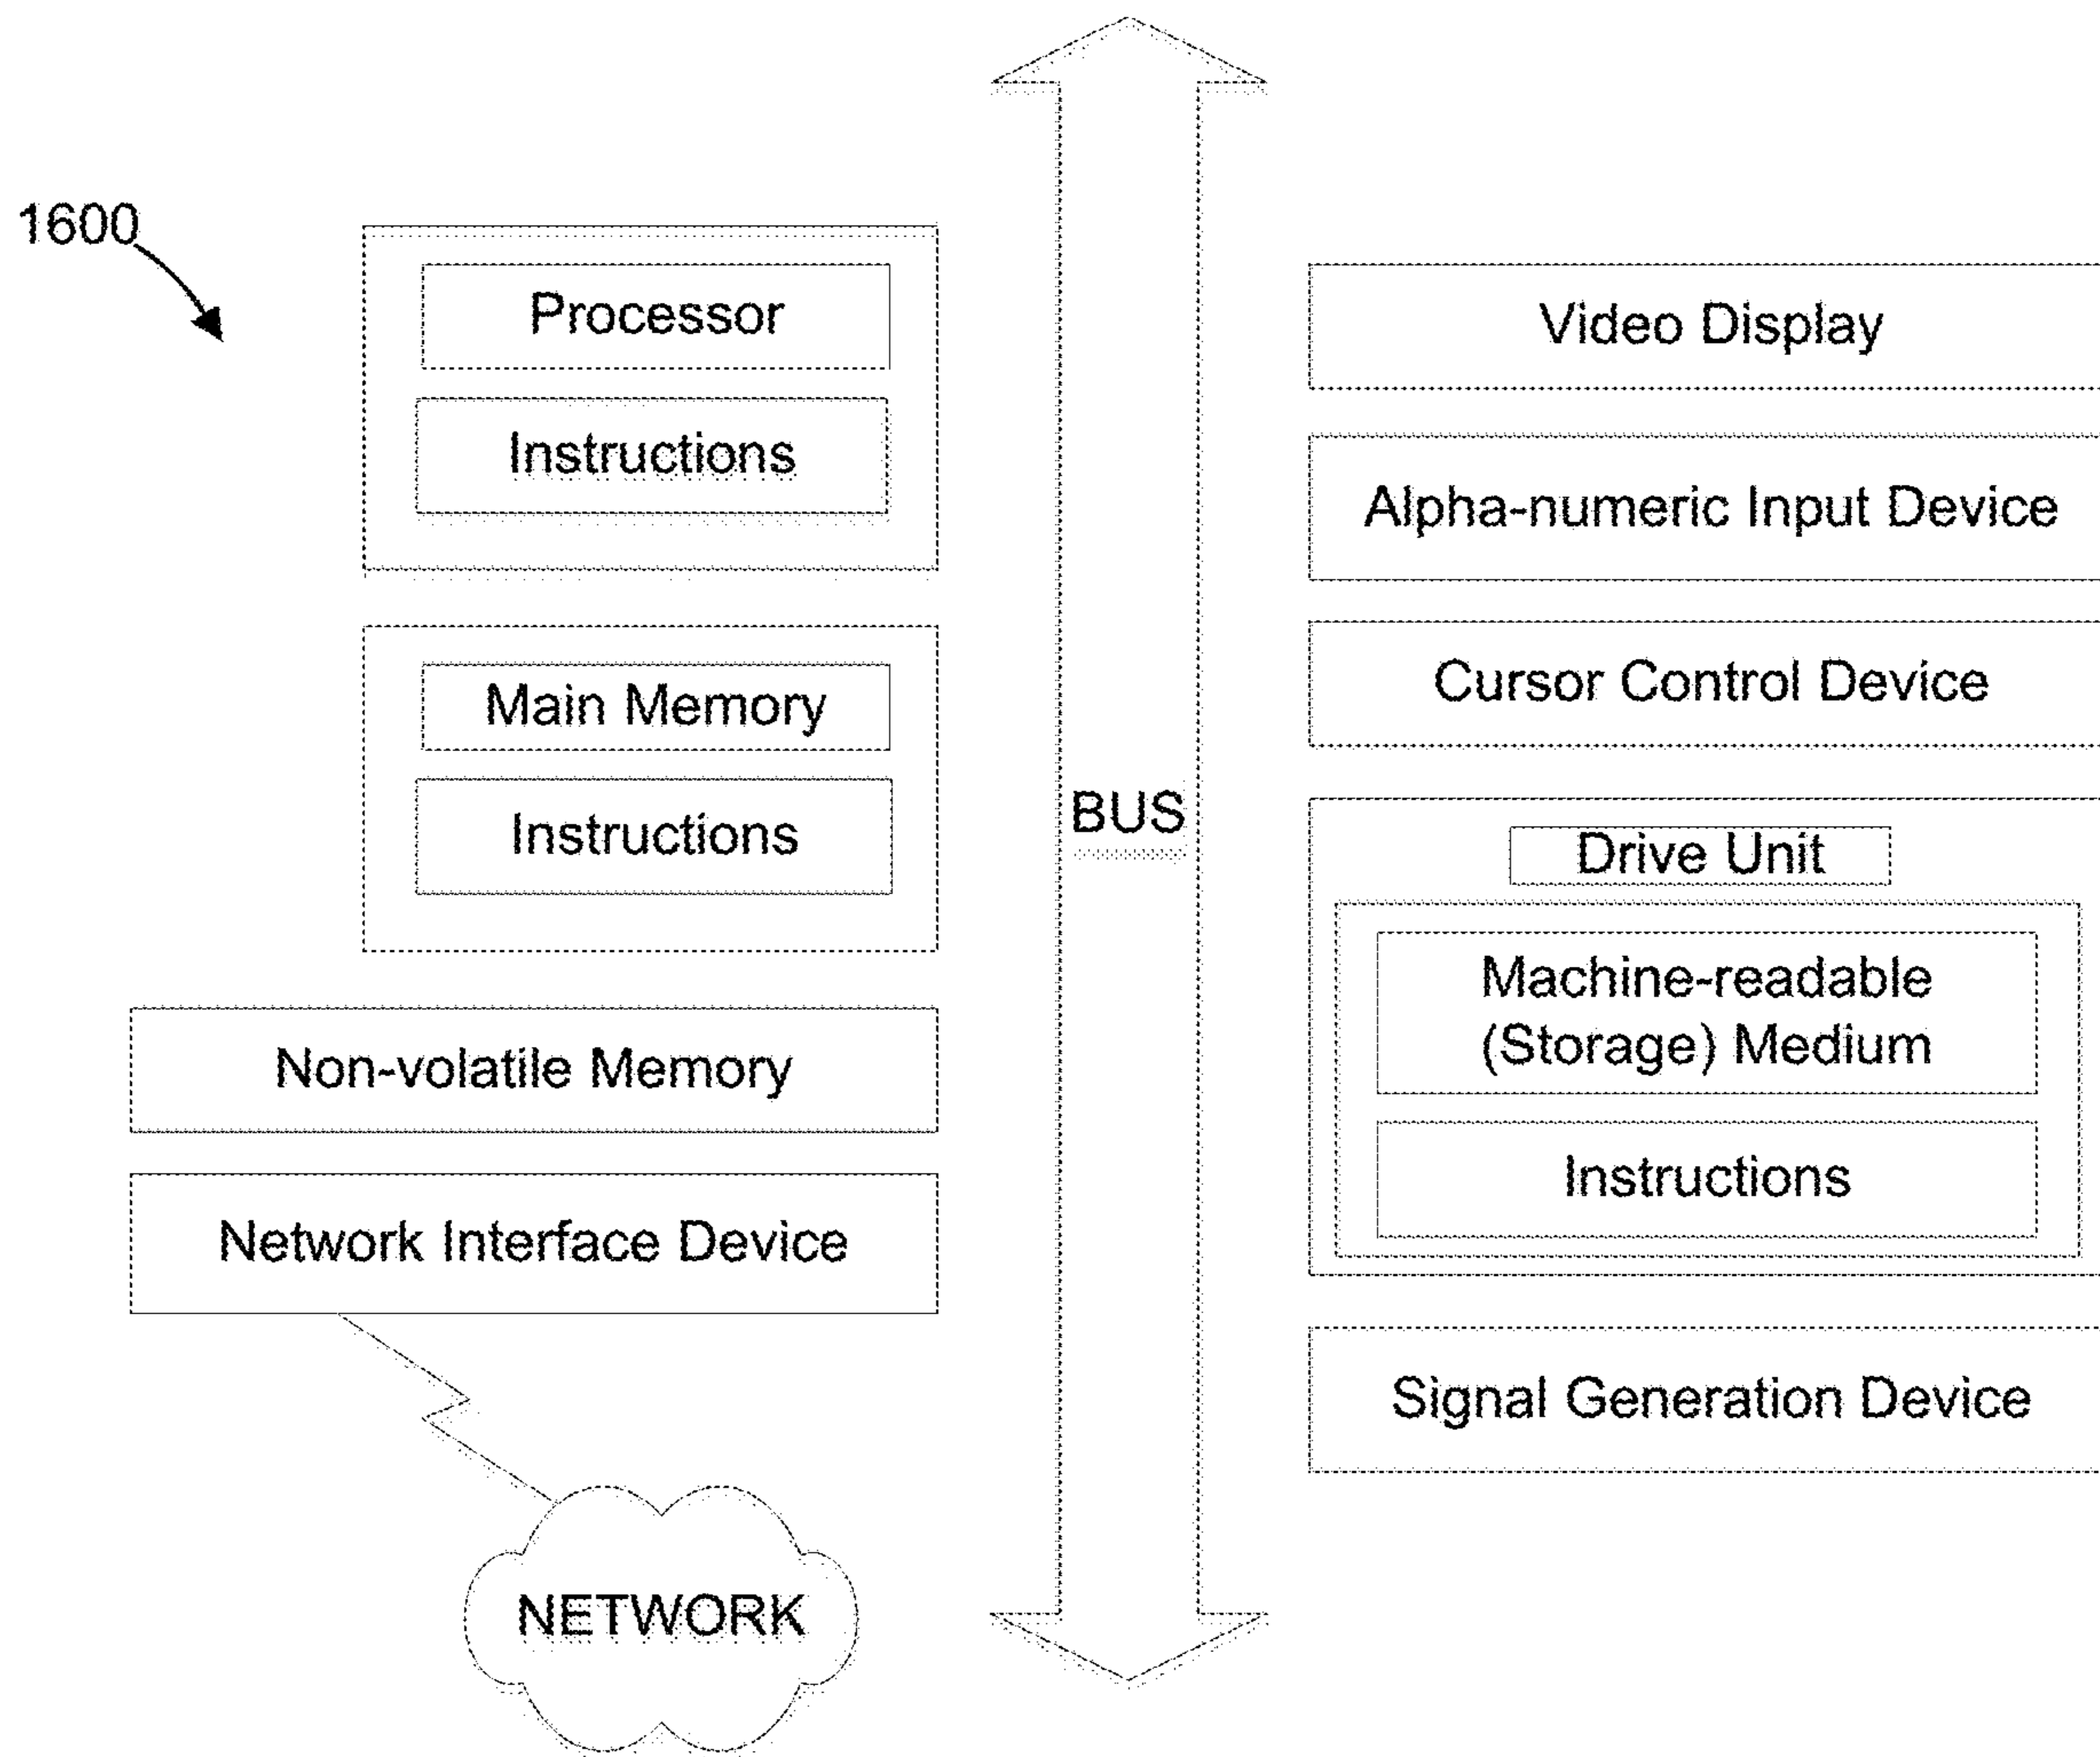 1600
Processor
Instructions
Main Memory
Instructions
Non-volatile Memory
Network Interface Device
NETWORK
BUS
Video Display
Alpha-numeric Input Device
Cursor Control Device
Drive Unit
Machine-readable
(Storage) Medium
Instructions
Signal Generation Device